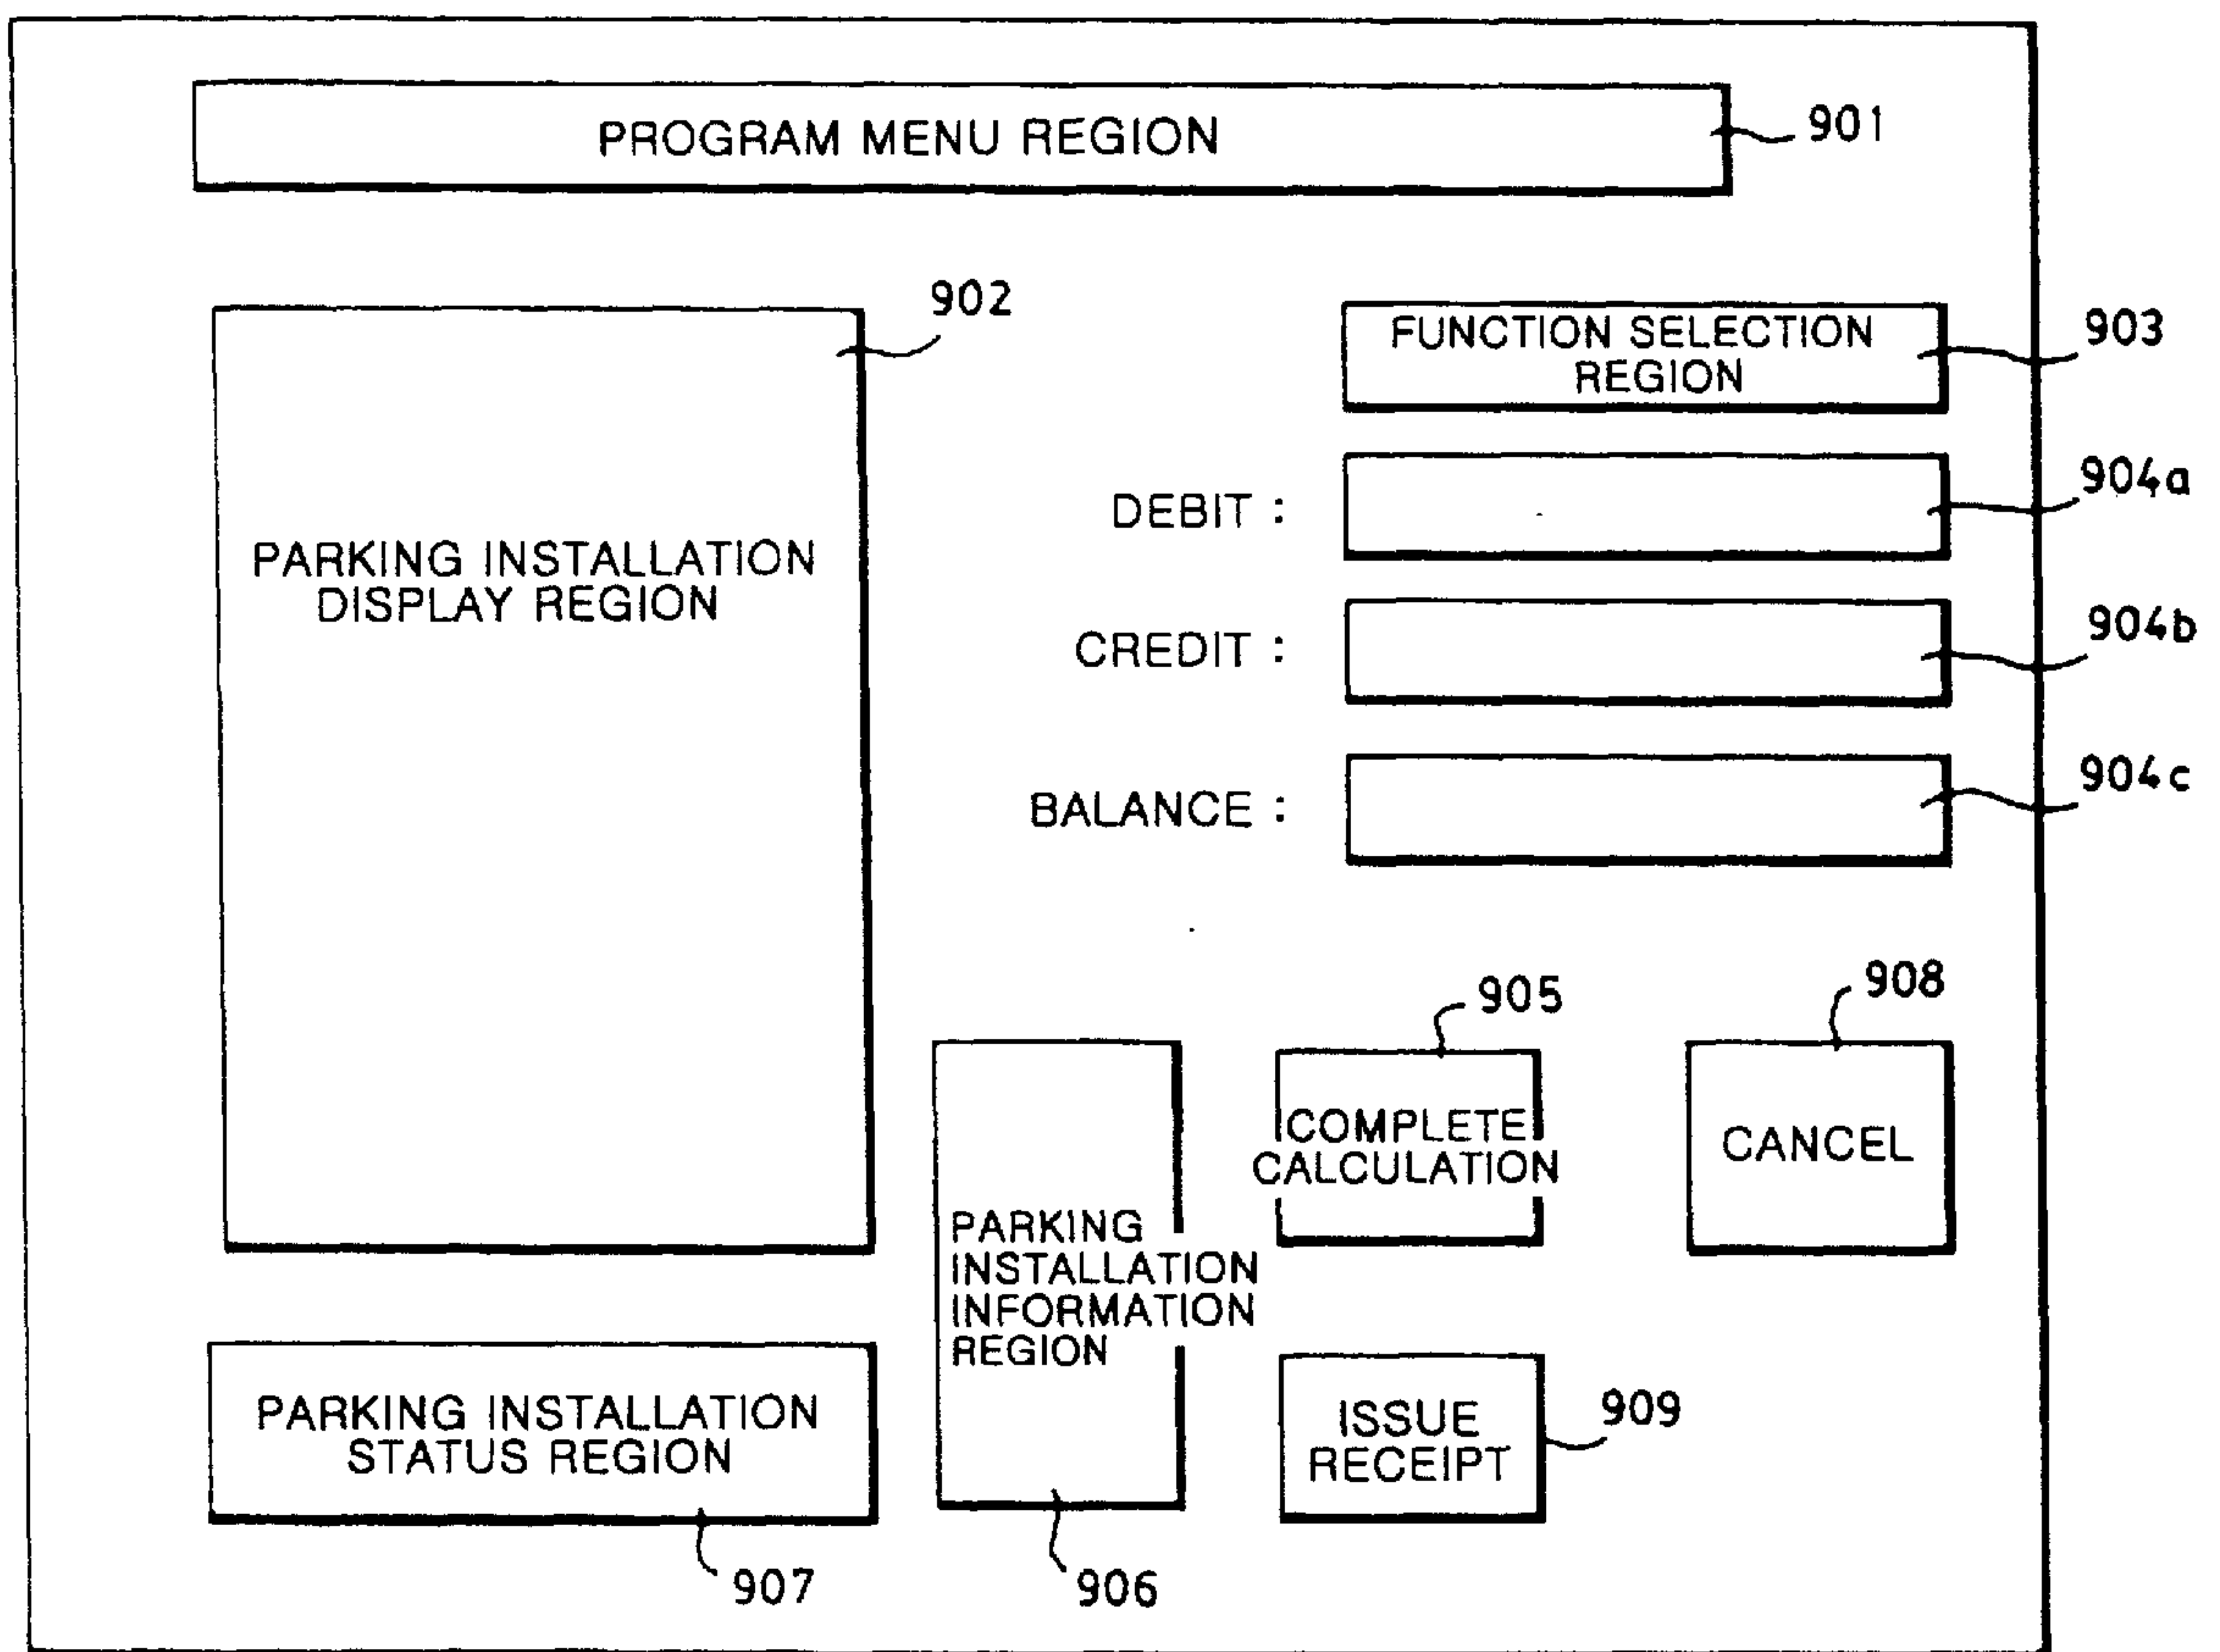 PROGRAM MENU REGION
901
902
PARKING INSTALLATION
DISPLAY REGION
FUNCTION SELECTION
REGION
903
DEBIT :
904a
CREDIT :
904b
BALANCE :
904c
905
908
COMPLETE
CALCULATION
CANCEL
PARKING
INSTALLATION
INFORMATION
REGION
PARKING INSTALLATION
STATUS REGION
ISSUE
RECEIPT
909
907
906